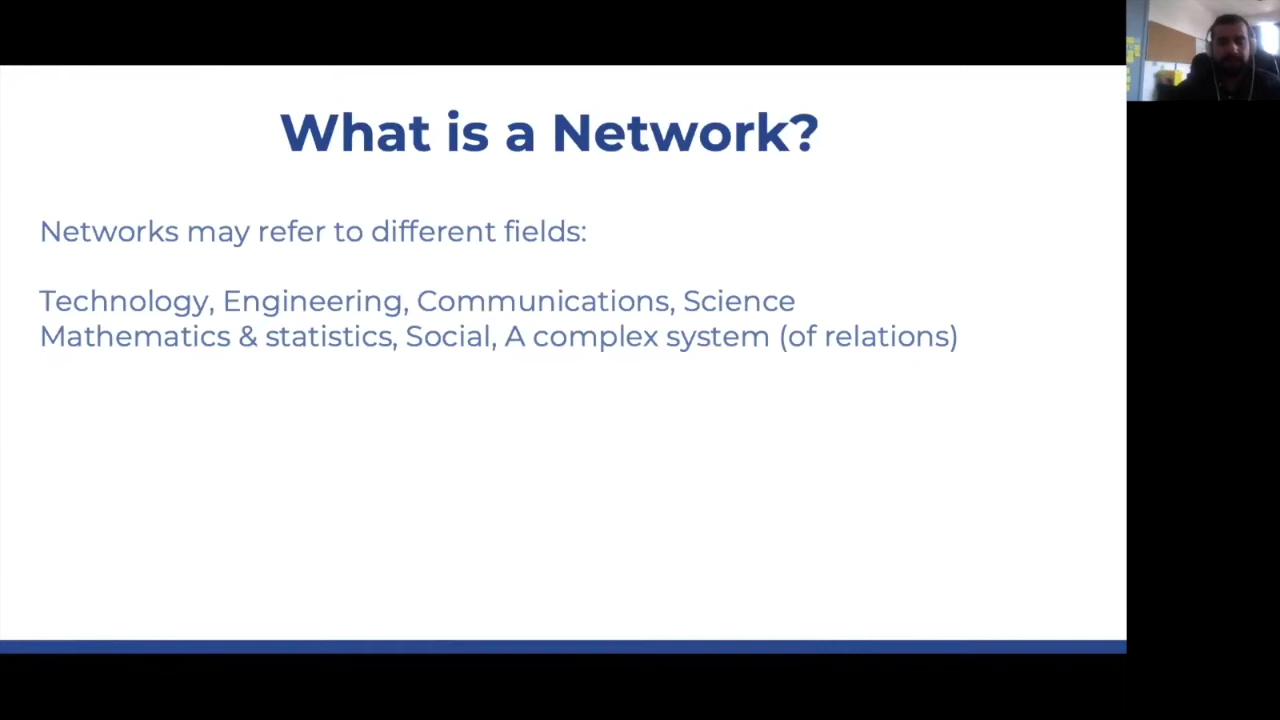 What is a Network?
Networks may refer to different fields:
Technology, Engineering, Communications, Science
Mathematics & statistics, Social, A complex system (of relations)